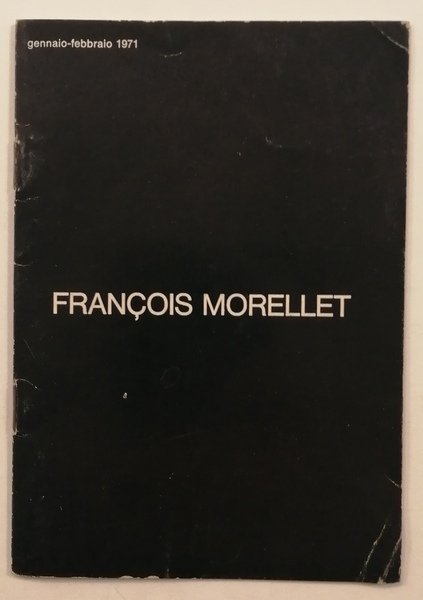 gennaio-febbraio 1971
FRANÇOIS MORELLET